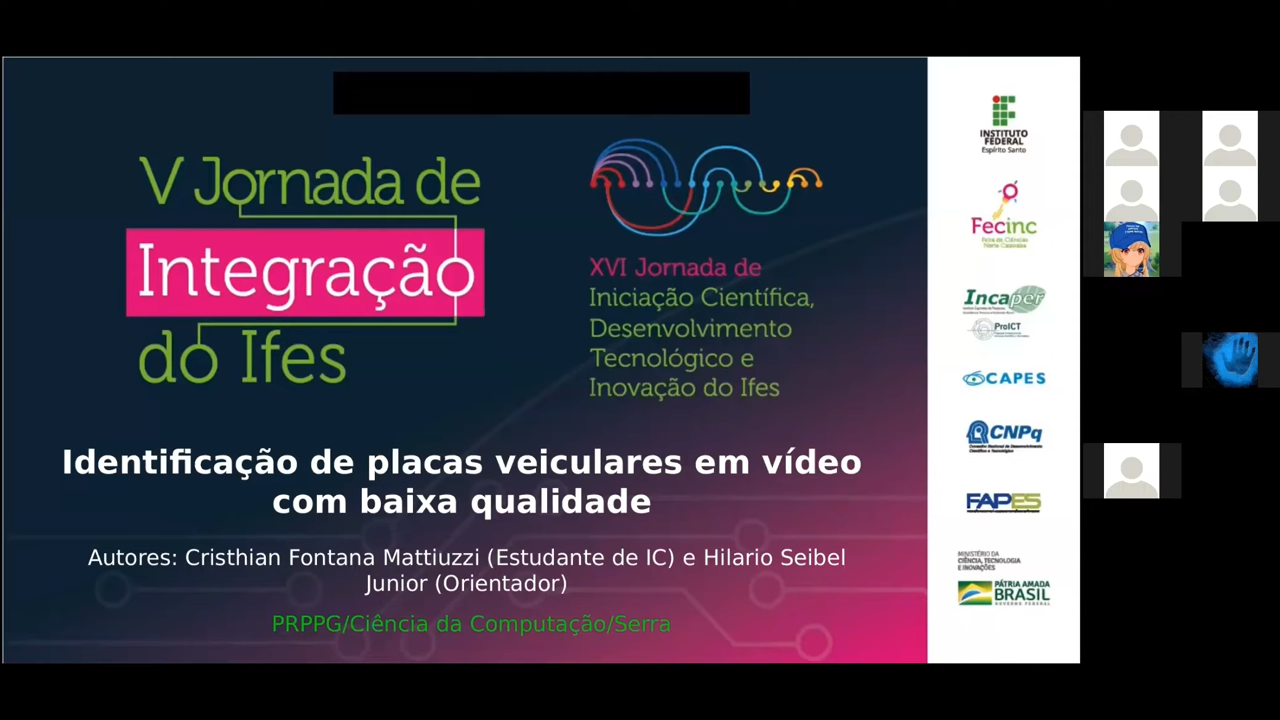 V Jornada de
Integração
do Ifes
XVI Jornada de
Iniciação Científica,
Desenvolvimento
Tecnológico e
Inovação do Ifes
Identificação de placas veiculares em vídeo
com baixa qualidade
Autores: Cristhian Fontana Mattiuzzi (Estudante de IC) e Hilario Seibel
Junior (Orientador)
PRPPG/Ciência da Computação/Serra
INSTITUTO
FEDERAL
Espírito Santo
Fecinc
Incaper
ProICT
CAPES
CNPq
FAPES
MINISTÉRIO DA
CIÊNCIA, TECNOLOGIA
E INOVAÇÕES
PÁTRIA AMADA
BRASIL
GOVERNO FEDERAL